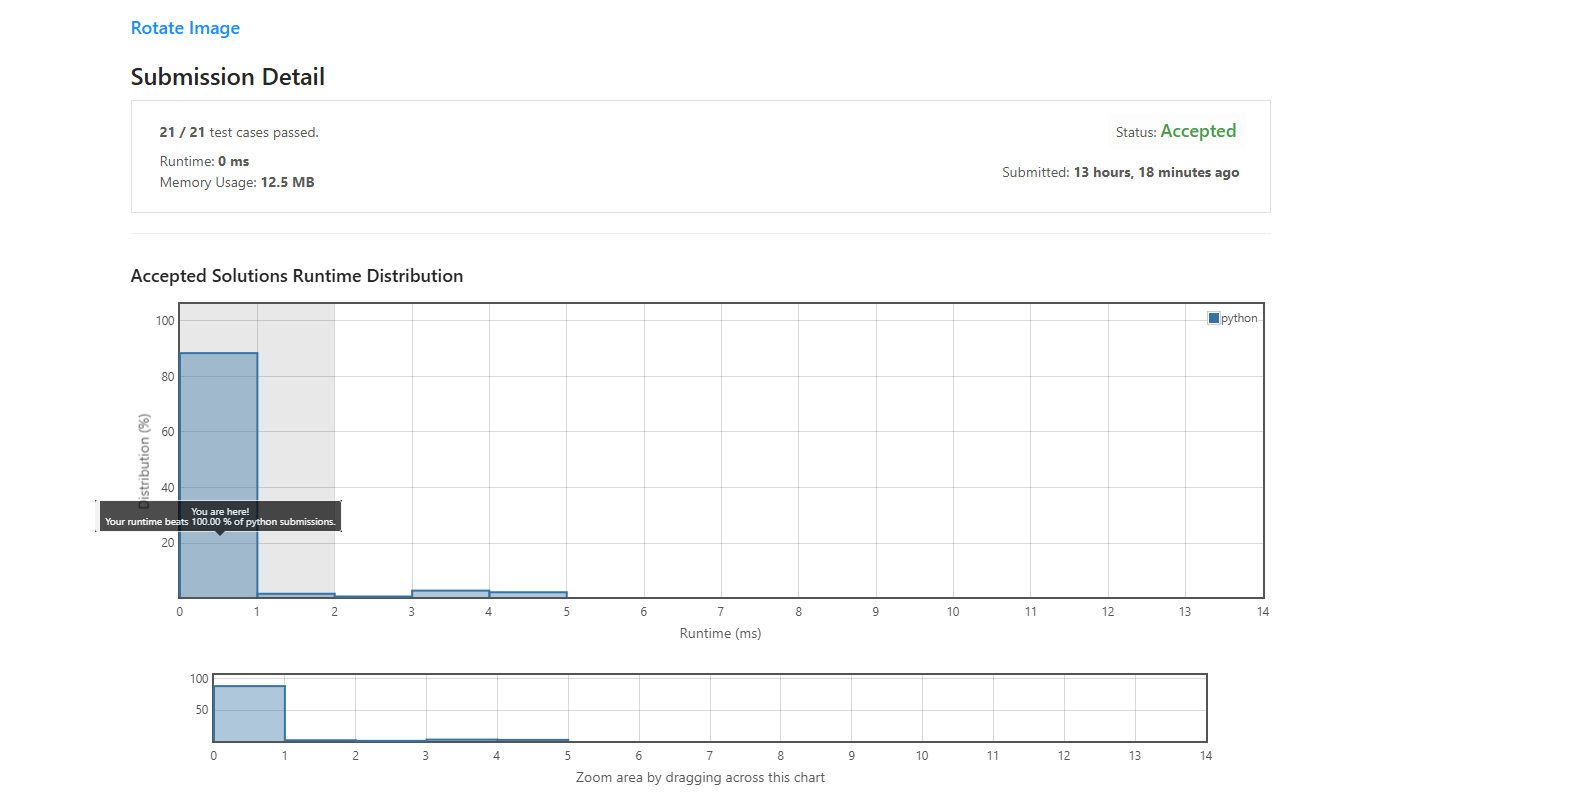 Rotate Image
Submission Detail
21 / 21 test cases passed.
Status: Accepted
Runtime: 0 ms
Memory Usage: 12.5 MB
Submitted: 13 hours, 18 minutes ago
Accepted Solutions Runtime Distribution
python
100
80
60
40
20
Distribution (%)
You are here!
Your runtime beats 100.00 % of python submissions.
0 1 2 3 4 5 6 7 8 9 10 11 12 13 14
Runtime (ms)
100
50
0 1 2 3 4 5 6 7 8 9 10 11 12 13 14
Zoom area by dragging across this chart